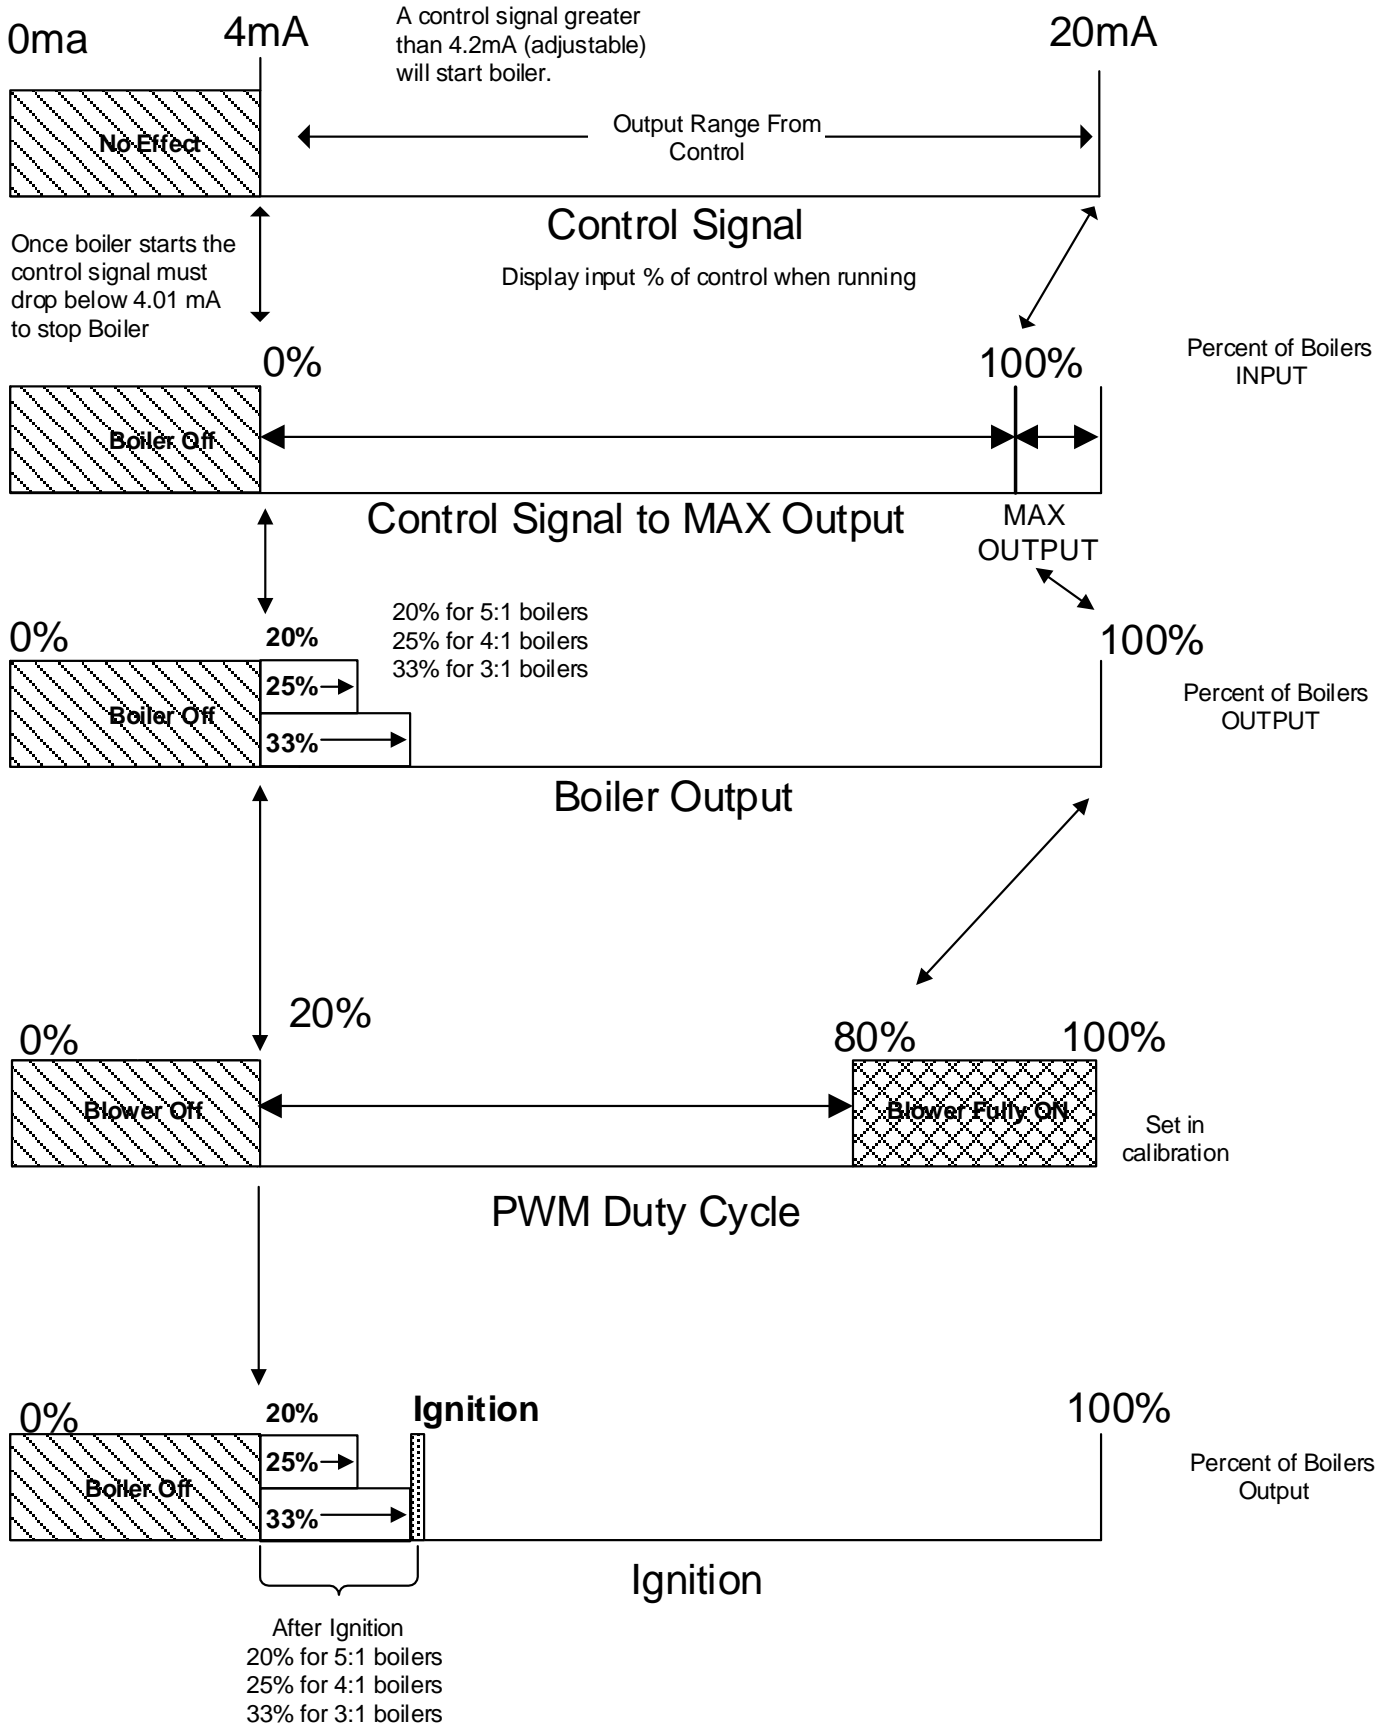 0ma
4mA
A control signal greater
than 4.2mA (adjustable)
will start boiler.
20mA
No Effect
Output Range From
Control
Control Signal
Once boiler starts the
control signal must
drop below 4.01 mA
to stop Boiler
Display input % of control when running
0%
100%
Percent of Boilers
INPUT
Boiler Off
Control Signal to MAX Output
MAX
OUTPUT
0%
20%
20% for 5:1 boilers
25% for 4:1 boilers
33% for 3:1 boilers
100%
25%
Boiler Off
33%
Percent of Boilers
OUTPUT
Boiler Output
0%
20%
80%
100%
Blower Off
Blower Fully ON
Set in
calibration
PWM Duty Cycle
0%
20%
Ignition
100%
25%
Boiler Off
33%
Percent of Boilers
Output
Ignition
After Ignition
20% for 5:1 boilers
25% for 4:1 boilers
33% for 3:1 boilers